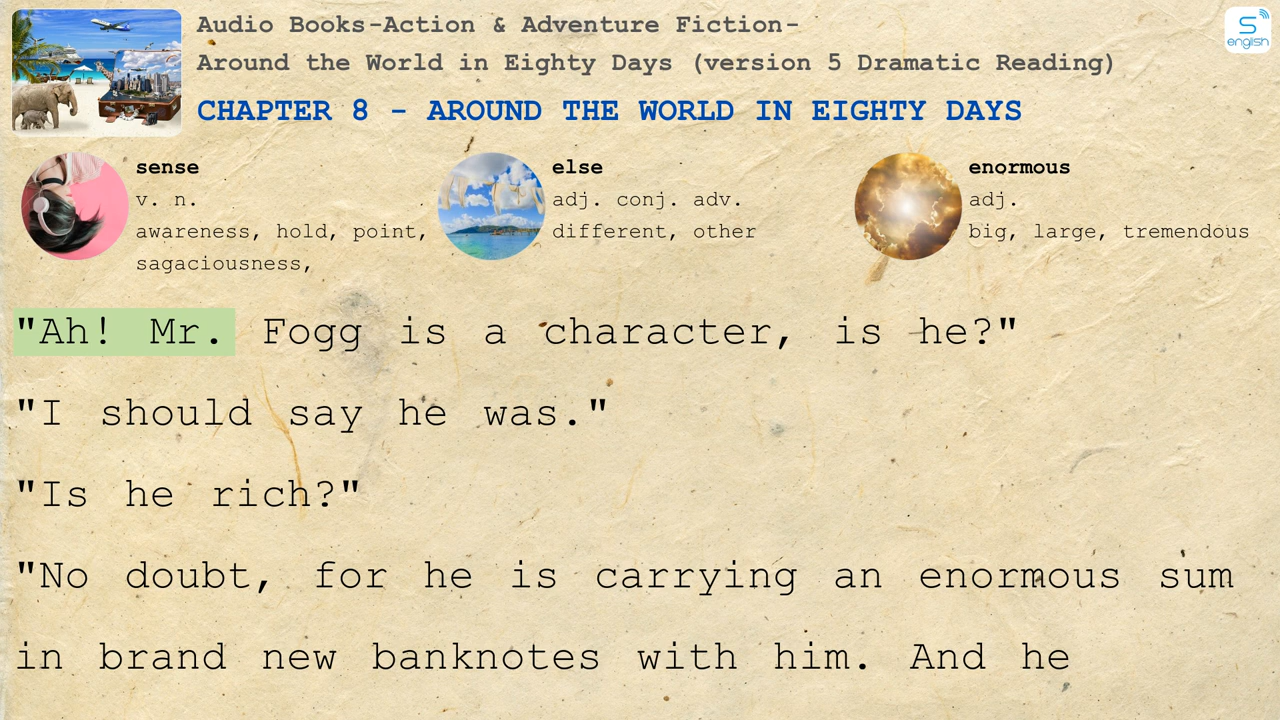 Audio Books-Action & Adventure Fiction-
Around the World in Eighty Days (version 5 Dramatic Reading)
CHAPTER 8 - AROUND THE WORLD IN EIGHTY DAYS
S
english
sense
v. n.
awareness, hold, point,
sagaciousness,
else
adj. conj. adv.
different, other
enormous
adj.
big, large, tremendous
"Ah! Mr. Fogg is a character, is he?"
"I should say he was."
"Is he rich?"
"No doubt, for he is carrying an enormous sum
in brand new banknotes with him. And he